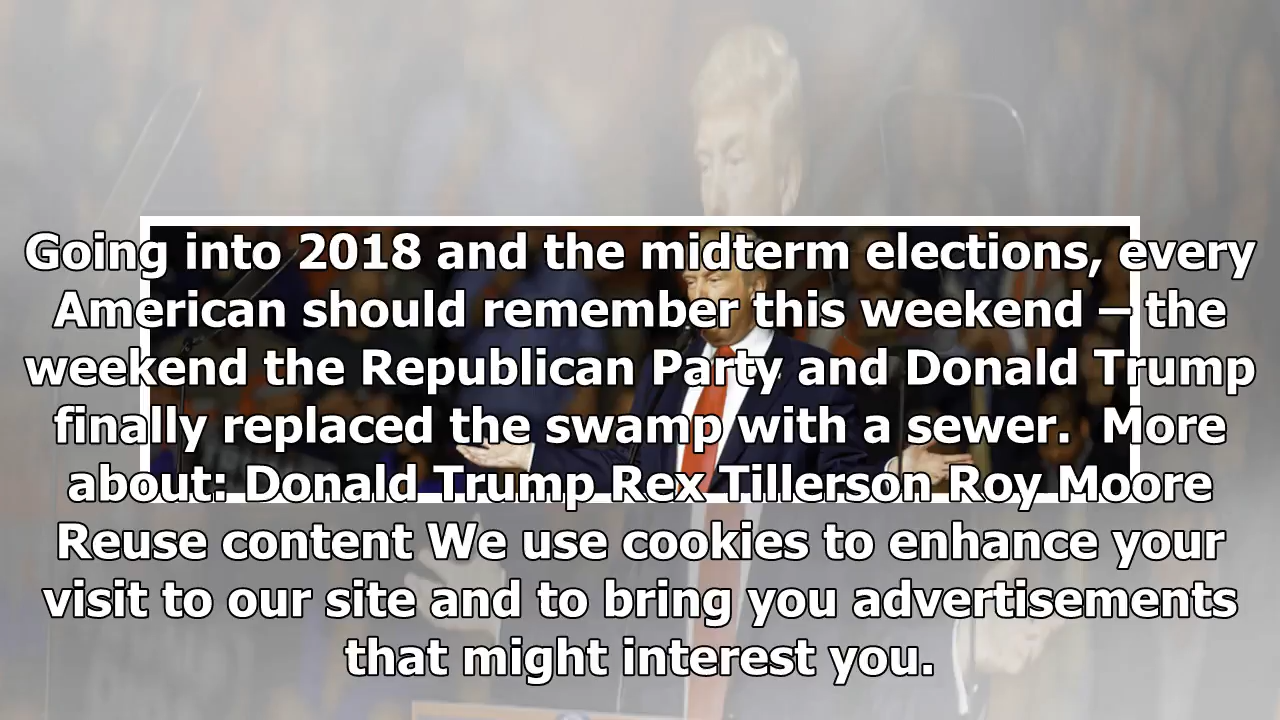 Going into 2018 and the midterm elections, every
American should remember this weekend – the
weekend the Republican Party and Donald Trump
finally replaced the swamp with a sewer.  More
about: Donald Trump Rex Tillerson Roy Moore
Reuse content We use cookies to enhance your
visit to our site and to bring you advertisements
that might interest you.